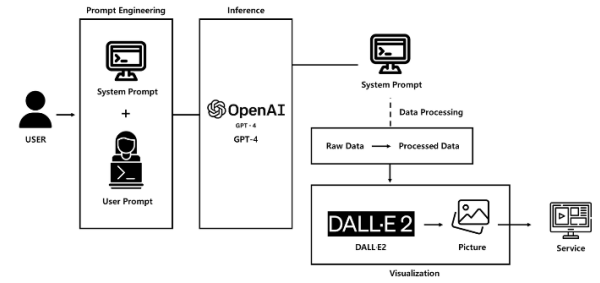 Prompt Engineering
Inference
System Prompt
+
User Prompt
USER
OpenAI
GPT - 4
GPT-4
System Prompt
Data Processing
Raw Data
Processed Data
DALL·E 2
DALL·E2
Picture
Service
Visualization